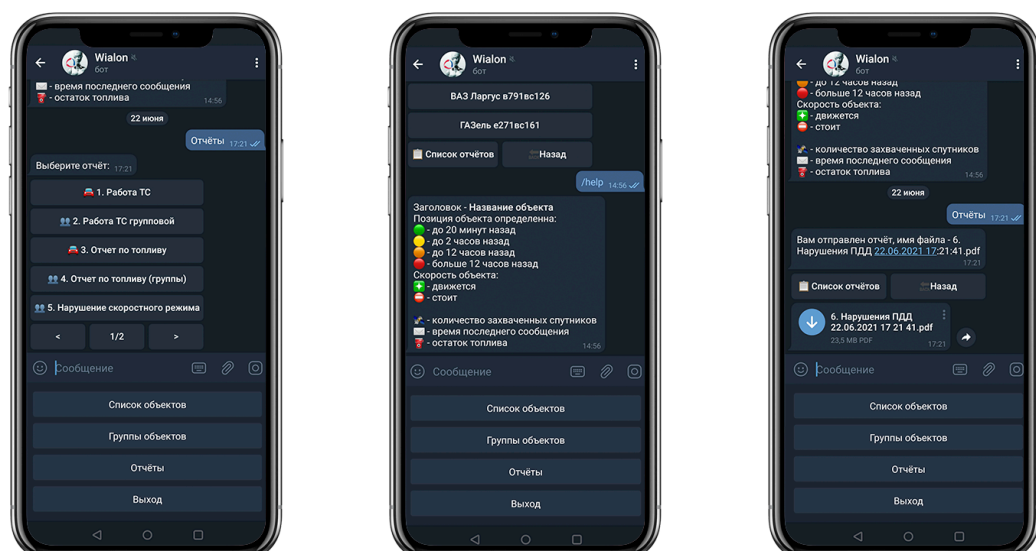 Wialon
бот
- время последнего сообщения
- остаток топлива
14:56
22 июня
Отчёты 17:21
Выберите отчёт: 17:21
1. Работа ТС
2. Работа ТС групповой
3. Отчет по топливу
4. Отчет по топливу (группы)
5. Нарушение скоростного режима
< 1/2 >
Сообщение
Список объектов
Группы объектов
Отчёты
Выход
Wialon
бот
ВАЗ Ларгус в791вс126
ГАЗель е271вс161
Список отчётов Назад
/help 14:56
Заголовок - Название объекта
Позиция объекта определенна:
- до 20 минут назад
- до 2 часов назад
- до 12 часов назад
- больше 12 часов назад
Скорость объекта:
- движется
- стоит
- количество захваченных спутников
- время последнего сообщения
- остаток топлива
14:56
Сообщение
Список объектов
Группы объектов
Отчёты
Выход
Wialon
бот
- до 12 часов назад
- больше 12 часов назад
Скорость объекта:
- движется
- стоит
- количество захваченных спутников
- время последнего сообщения
- остаток топлива
14:56
22 июня
Отчёты 17:21
Вам отправлен отчёт, имя файла - 6.
Нарушения ПДД 22.06.2021 17:21:41.pdf
17:21
Список отчётов Назад
6. Нарушения ПДД
22.06.2021 17 21 41.pdf
23,5 MB PDF
17:21
Сообщение
Список объектов
Группы объектов
Отчёты
Выход